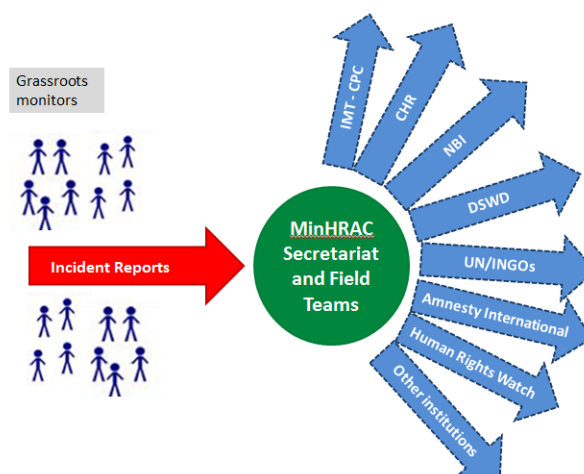 Grassroots
monitors
Incident Reports
MinHRAC
Secretariat
and Field
Teams
IMT - CPC
CHR
NBI
DSWD
UN/INGOs
Amnesty International
Human Rights Watch
Other institutions